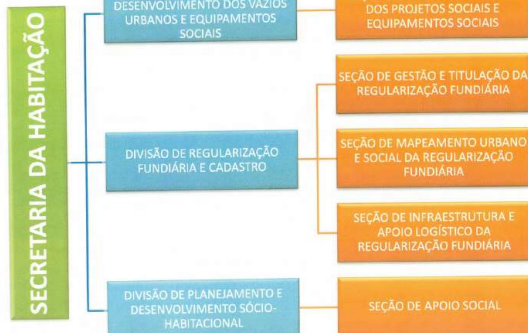 SECRETARIA DA HABITAÇÃO
DESENVOLVIMENTO DOS VAZIOS
URBANOS E EQUIPAMENTOS
SOCIAIS
DOS PROJETOS SOCIAIS E
EQUIPAMENTOS SOCIAIS
DIVISÃO DE REGULARIZAÇÃO
FUNDIÁRIA E CADASTRO
SEÇÃO DE GESTÃO E TITULAÇÃO DA
REGULARIZAÇÃO FUNDIÁRIA
SEÇÃO DE MAPEAMENTO URBANO
E SOCIAL DA REGULARIZAÇÃO
FUNDIÁRIA
SEÇÃO DE INFRAESTRUTURA E
APOIO LOGÍSTICO DA
REGULARIZAÇÃO FUNDIÁRIA
DIVISÃO DE PLANEJAMENTO E
DESENVOLVIMENTO SÓCIO-
HABITACIONAL
SEÇÃO DE APOIO SOCIAL